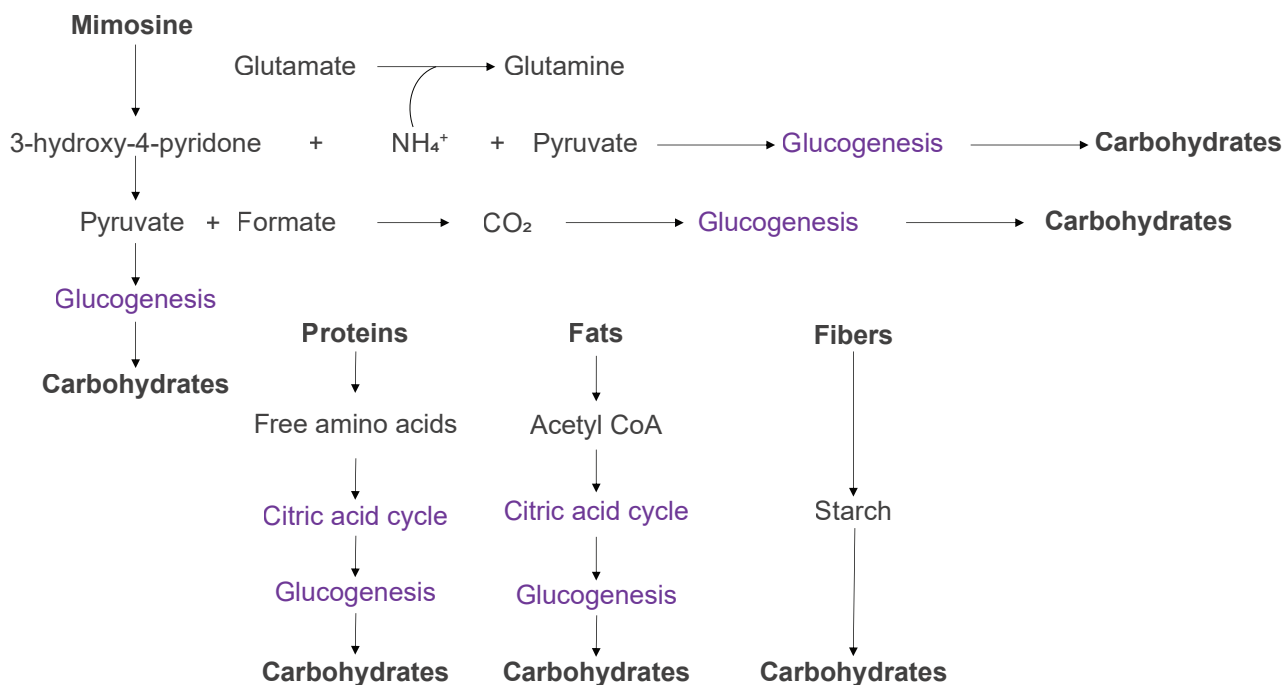 Mimosine
Glutamate Glutamine
3-hydroxy-4-pyridone + NH₄⁺ + Pyruvate Glucogenesis Carbohydrates
Pyruvate + Formate CO₂ Glucogenesis Carbohydrates
Glucogenesis
Proteins Fats Fibers
Carbohydrates
Free amino acids Acetyl CoA
Citric acid cycle Citric acid cycle Starch
Glucogenesis Glucogenesis
Carbohydrates Carbohydrates Carbohydrates